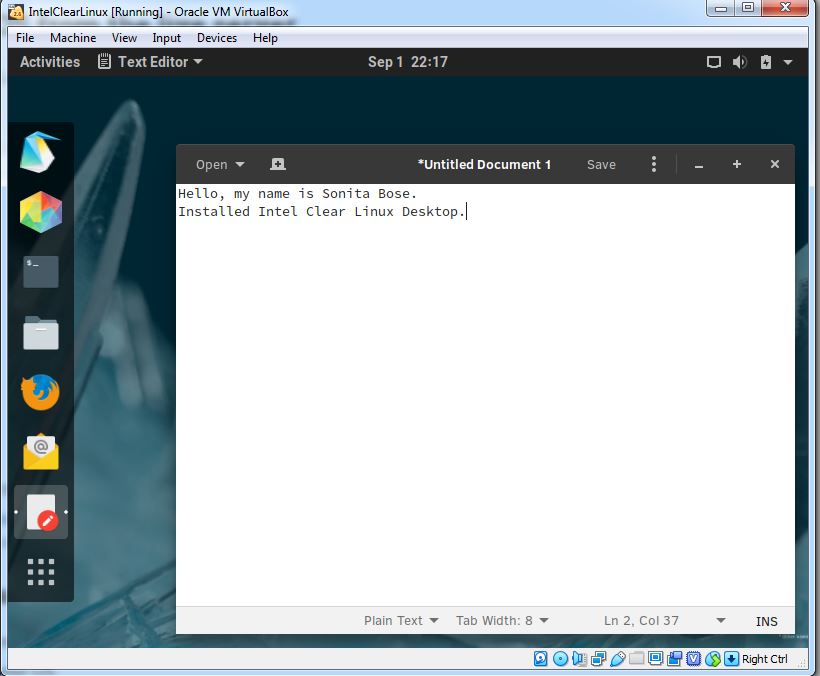 IntelClearLinux [Running] - Oracle VM VirtualBox
File Machine View Input Devices Help
Activities Text Editor Sep 1 22:17
Open *Untitled Document 1 Save
Hello, my name is Sonita Bose.
Installed Intel Clear Linux Desktop.
Plain Text Tab Width: 8 Ln 2, Col 37 INS
Right Ctrl